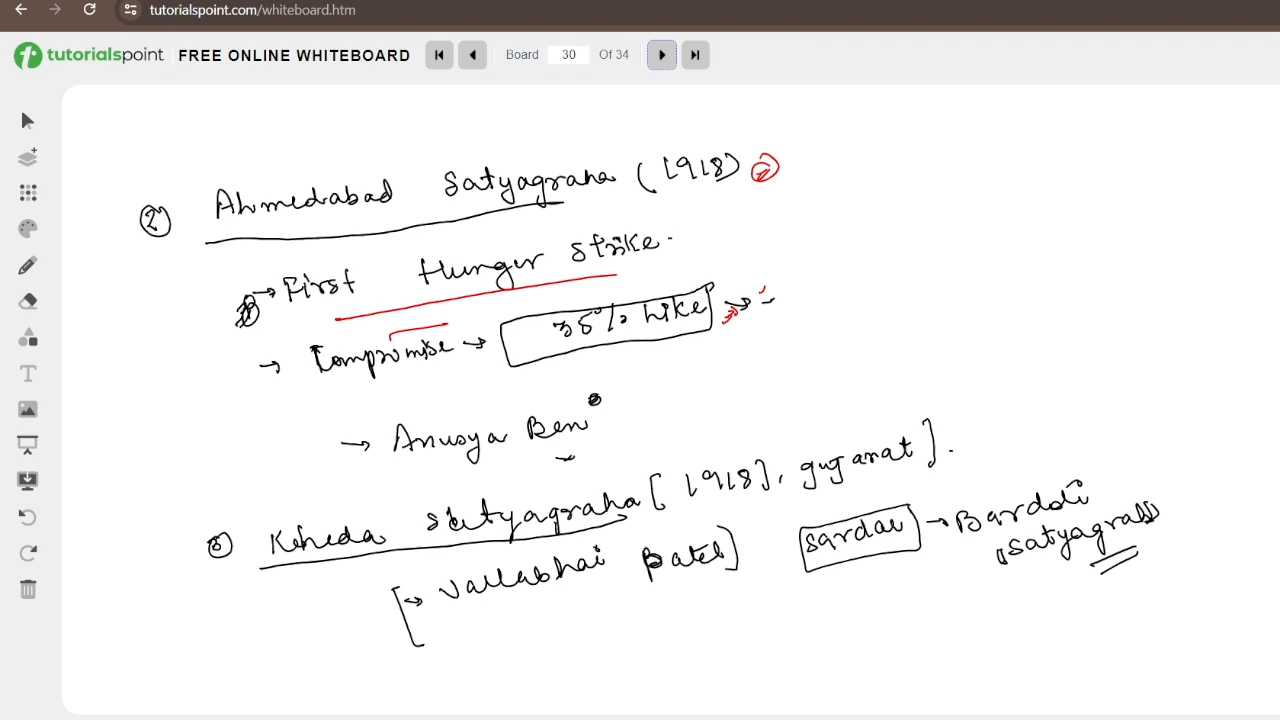 tutorialspoint.com/whiteboard.htm
tutorialspoint FREE ONLINE WHITEBOARD Board 30 Of 34
2) Ahmedabad Satyagraha (1918)
→ First Hunger strike.
→ Compromise → 35% hike →
→ Anusya Ben
Kheda Satyagraha [1918], gujarat].
[→ Vallabhai Patel] Sardar → Bardoli Satyagraha